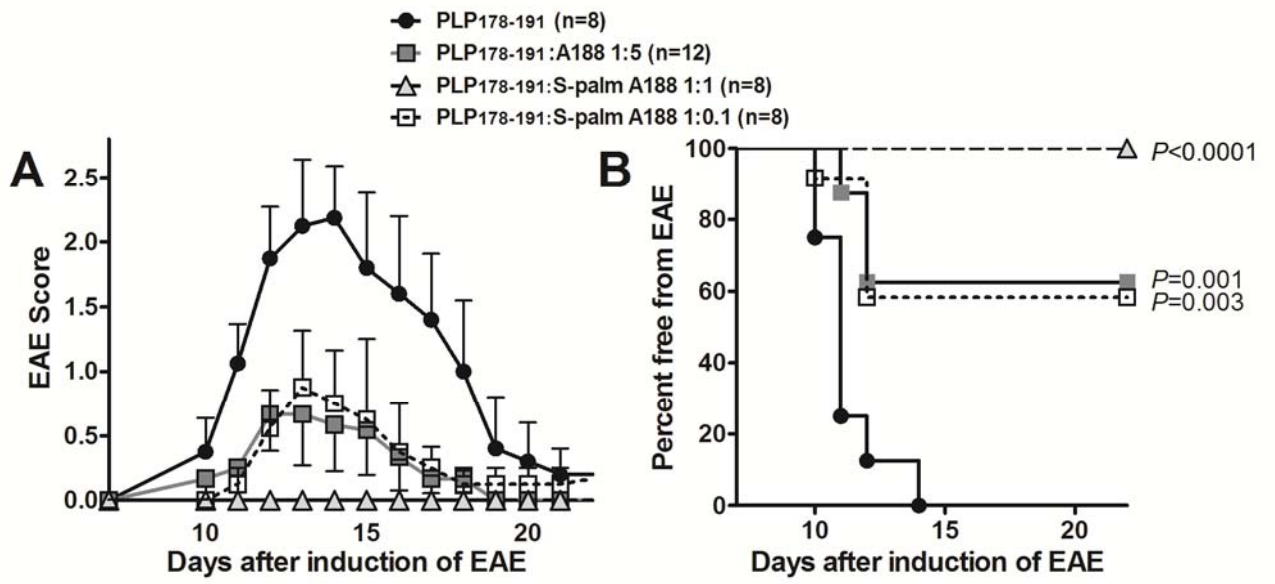 PLP178-191 (n=8)
PLP178-191:A188 1:5 (n=12)
PLP178-191:S-palm A188 1:1 (n=8)
PLP178-191:S-palm A188 1:0.1 (n=8)
A
EAE Score
2.5
2.0
1.5
1.0
0.5
0.0
10
15
20
Days after induction of EAE
B
Percent free from EAE
100
80
60
40
20
0
10
15
20
Days after induction of EAE
P<0.0001
P=0.001
P=0.003